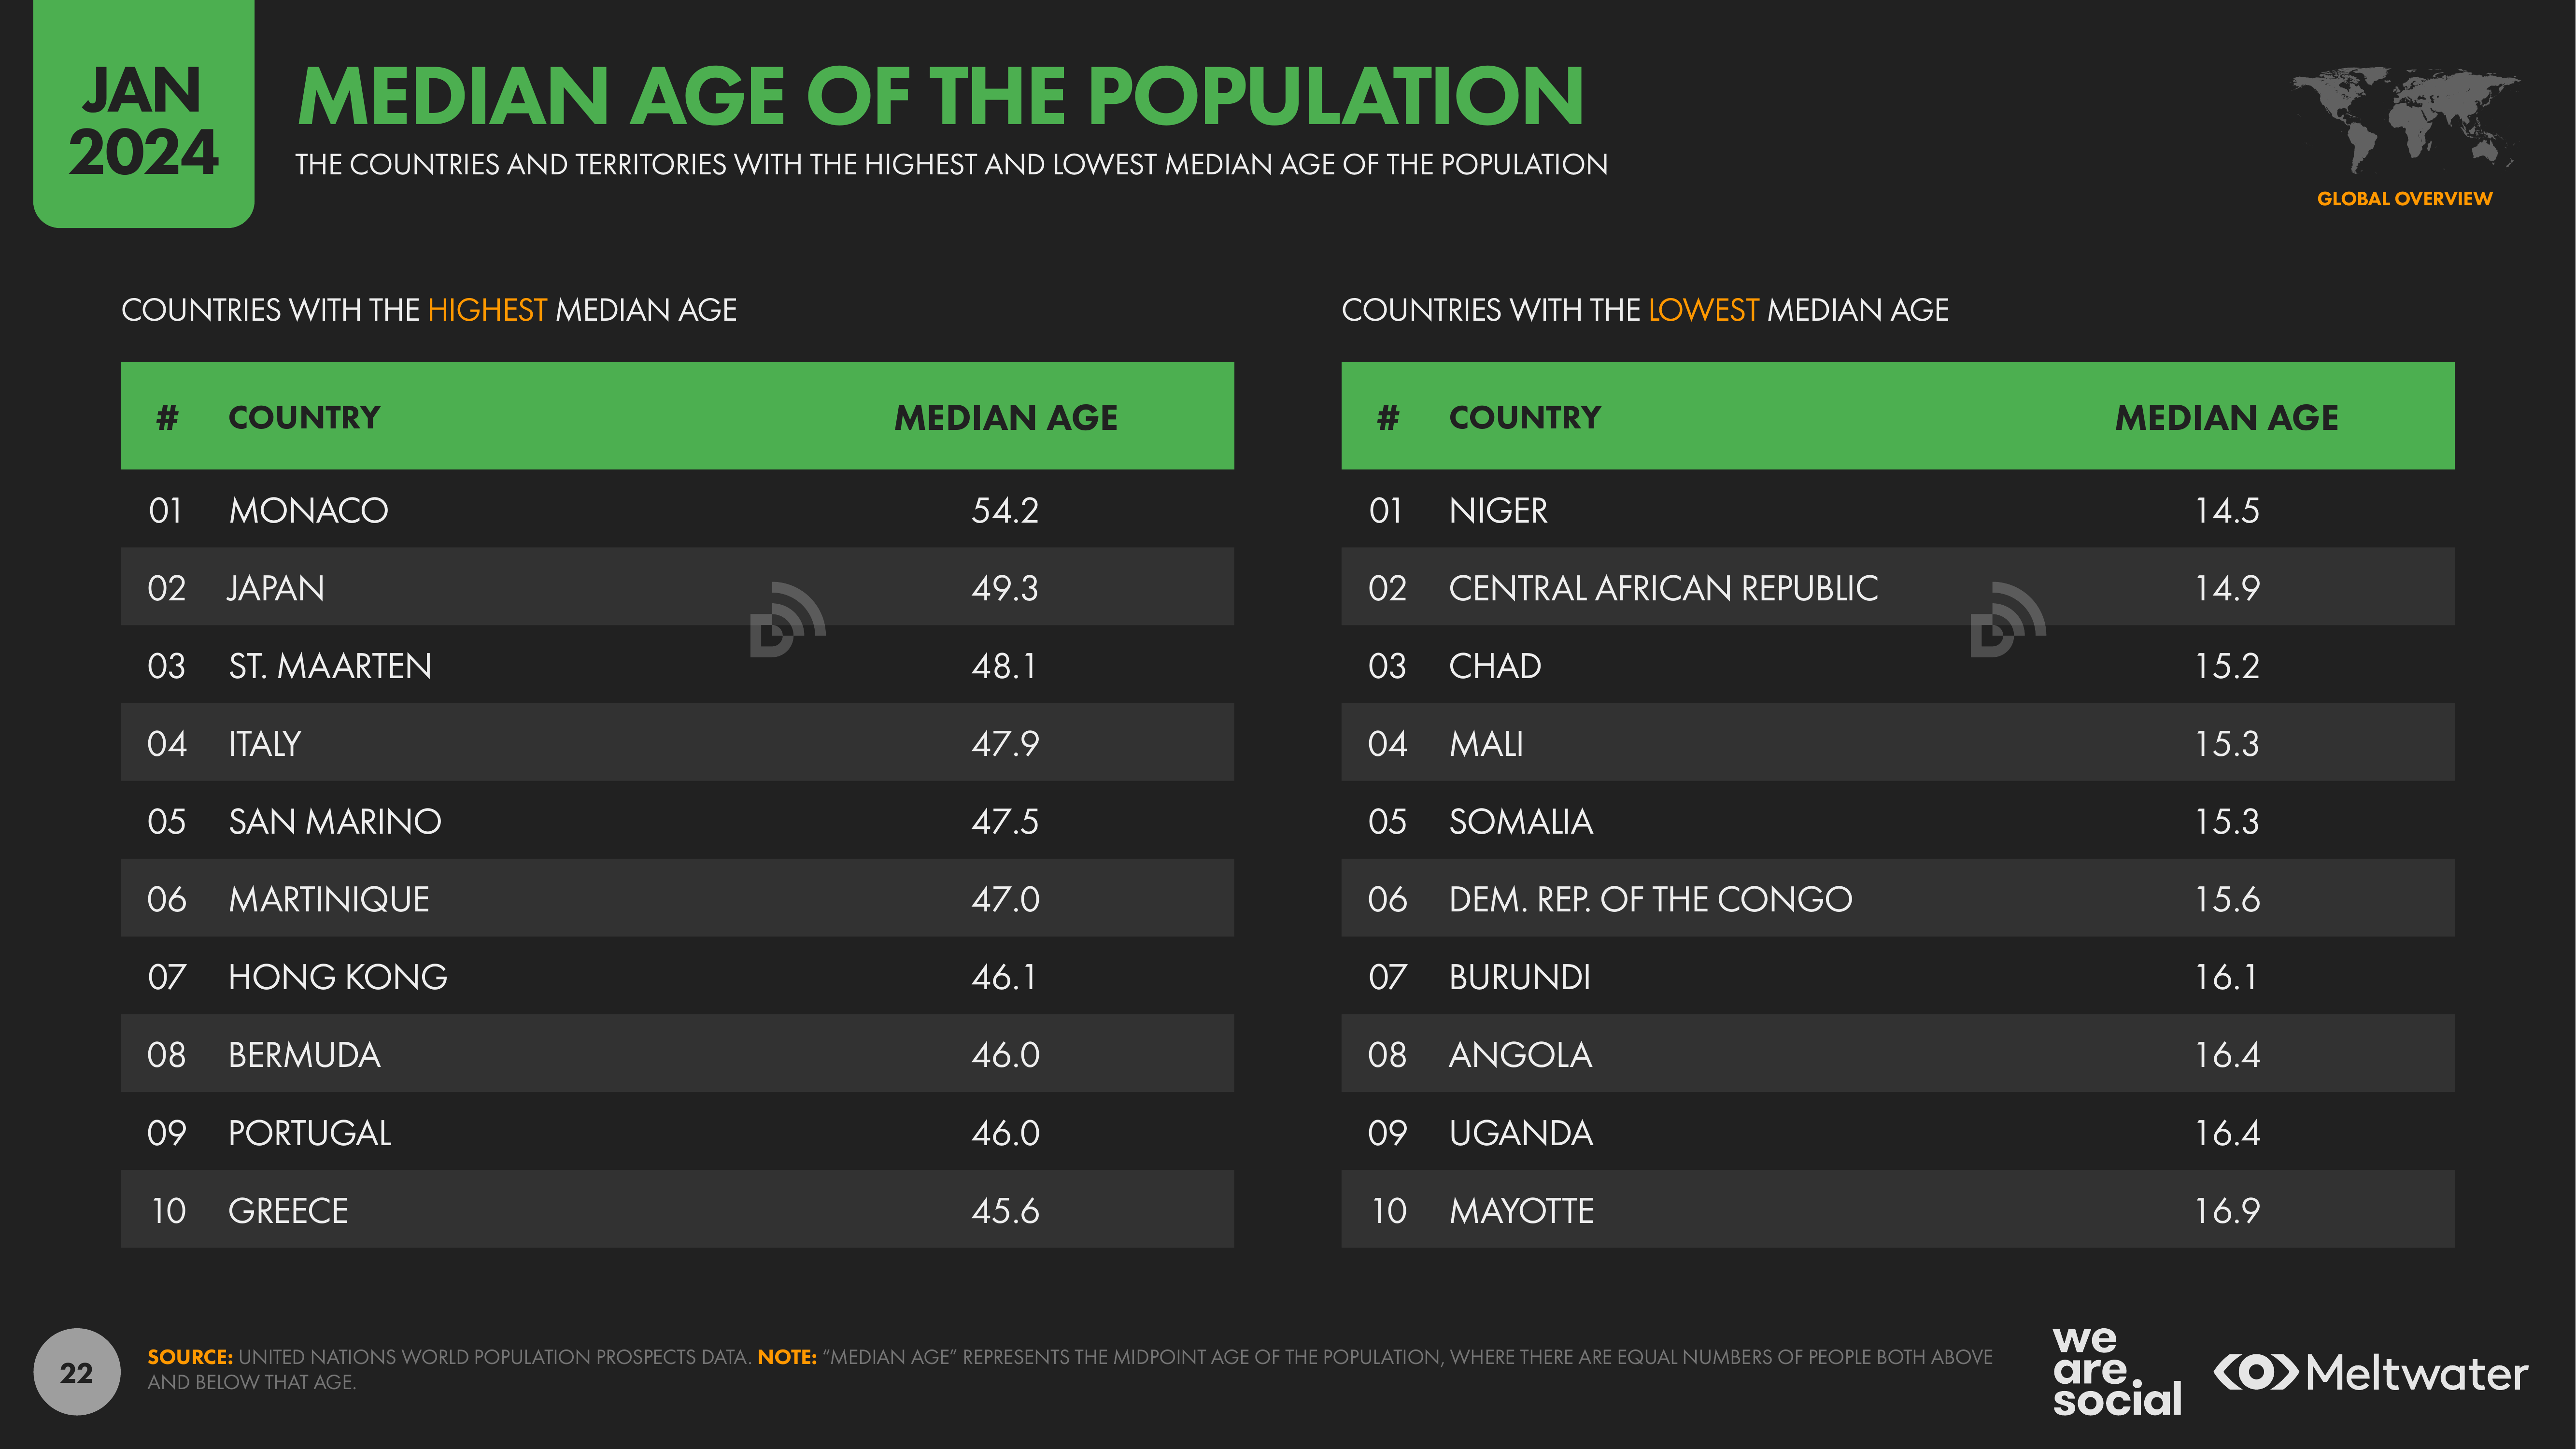 JAN
2024
MEDIAN AGE OF THE POPULATION
THE COUNTRIES AND TERRITORIES WITH THE HIGHEST AND LOWEST MEDIAN AGE OF THE POPULATION
GLOBAL OVERVIEW
COUNTRIES WITH THE HIGHEST MEDIAN AGE
# COUNTRY MEDIAN AGE
01 MONACO 54.2
02 JAPAN 49.3
03 ST. MAARTEN 48.1
04 ITALY 47.9
05 SAN MARINO 47.5
06 MARTINIQUE 47.0
07 HONG KONG 46.1
08 BERMUDA 46.0
09 PORTUGAL 46.0
10 GREECE 45.6
COUNTRIES WITH THE LOWEST MEDIAN AGE
# COUNTRY MEDIAN AGE
01 NIGER 14.5
02 CENTRAL AFRICAN REPUBLIC 14.9
03 CHAD 15.2
04 MALI 15.3
05 SOMALIA 15.3
06 DEM. REP. OF THE CONGO 15.6
07 BURUNDI 16.1
08 ANGOLA 16.4
09 UGANDA 16.4
10 MAYOTTE 16.9
22
SOURCE: UNITED NATIONS WORLD POPULATION PROSPECTS DATA. NOTE: “MEDIAN AGE” REPRESENTS THE MIDPOINT AGE OF THE POPULATION, WHERE THERE ARE EQUAL NUMBERS OF PEOPLE BOTH ABOVE
AND BELOW THAT AGE.
we
are
social
Meltwater